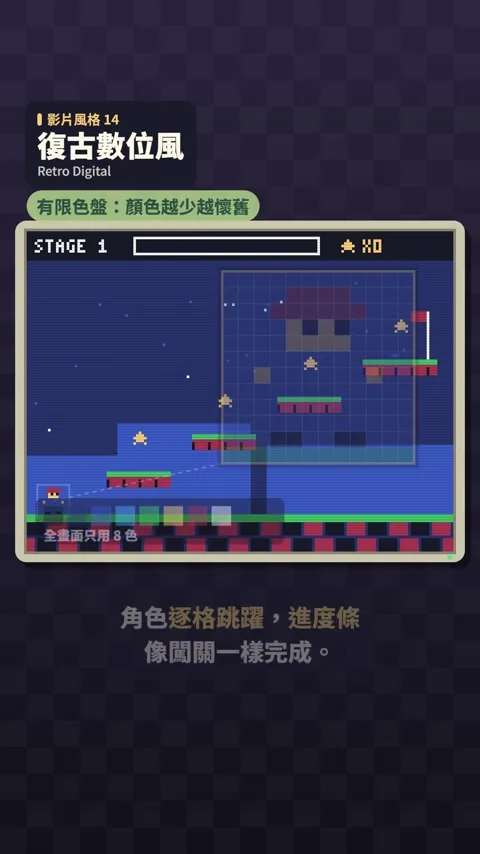 影片風格 14
復古數位風
Retro Digital
有限色盤：顏色越少越懷舊
STAGE 1
X0
全畫面只用 8 色
角色逐格跳躍，進度條
像闖關一樣完成。